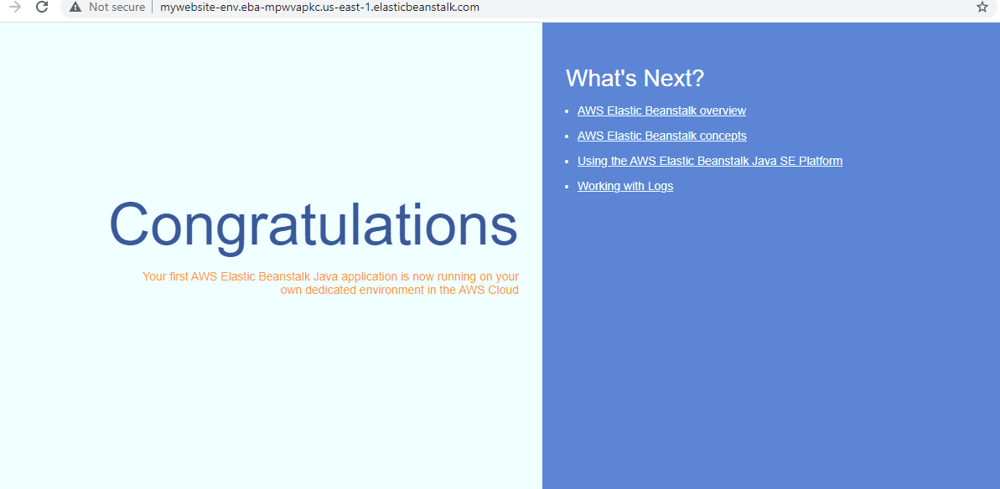 Not secure mywebsite-env.eba-mpwvapkc.us-east-1.elasticbeanstalk.com
Congratulations
Your first AWS Elastic Beanstalk Java application is now running on your
own dedicated environment in the AWS Cloud
What's Next?
AWS Elastic Beanstalk overview
AWS Elastic Beanstalk concepts
Using the AWS Elastic Beanstalk Java SE Platform
Working with Logs